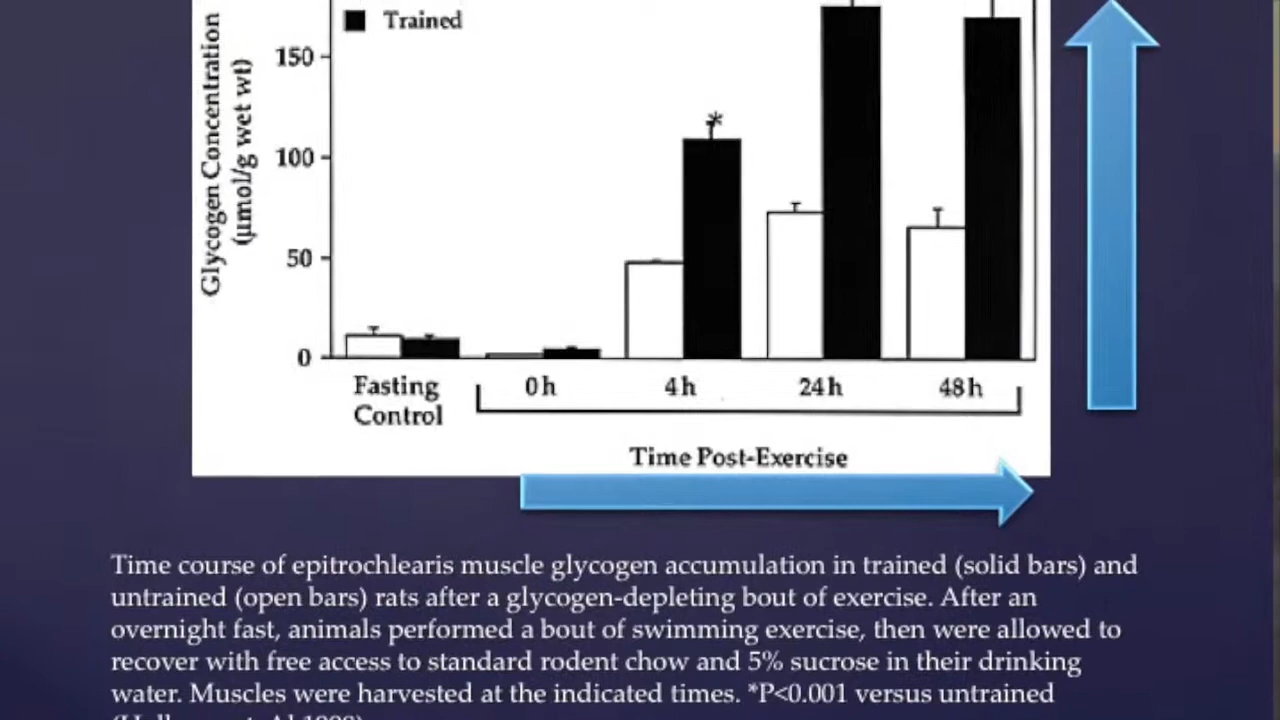 Trained
Glycogen Concentration
(µmol/g wet wt)
150
100
50
0
*
Fasting
Control
0 h
4 h
24 h
48 h
Time Post-Exercise
Time course of epitrochlearis muscle glycogen accumulation in trained (solid bars) and
untrained (open bars) rats after a glycogen-depleting bout of exercise. After an
overnight fast, animals performed a bout of swimming exercise, then were allowed to
recover with free access to standard rodent chow and 5% sucrose in their drinking
water. Muscles were harvested at the indicated times. *P<0.001 versus untrained